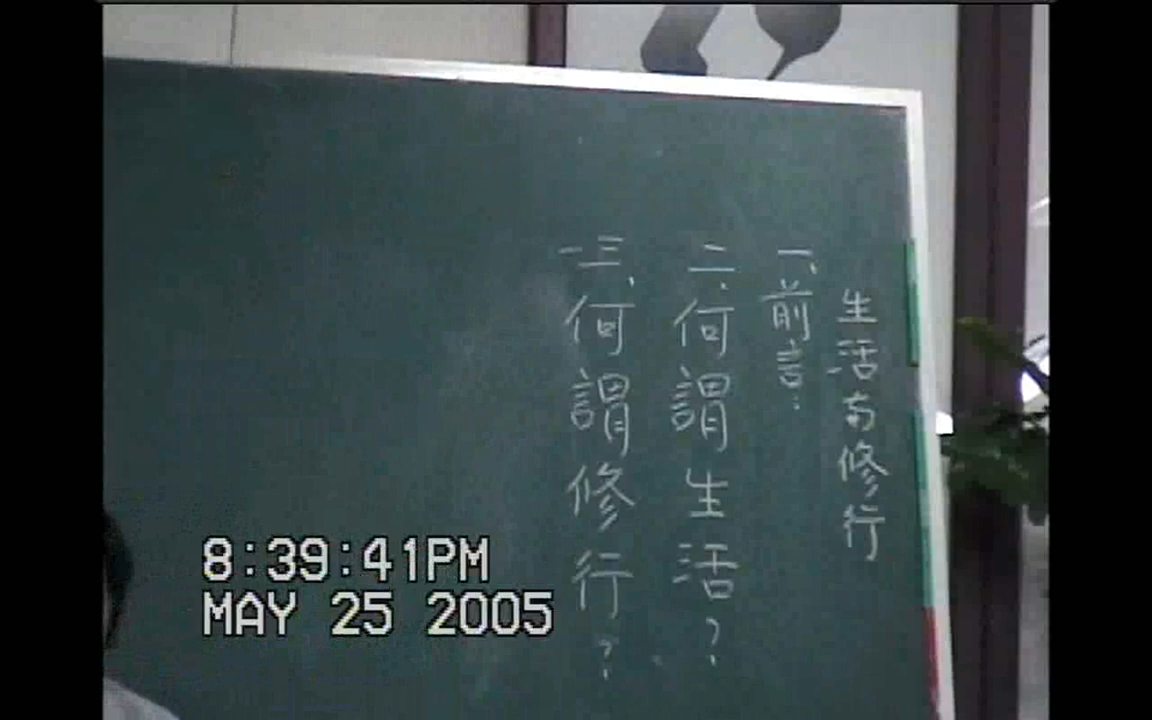 生活与修行
一、前言：
二、何謂生活？
三、何謂修行？
8:39:41PM
MAY 25 2005